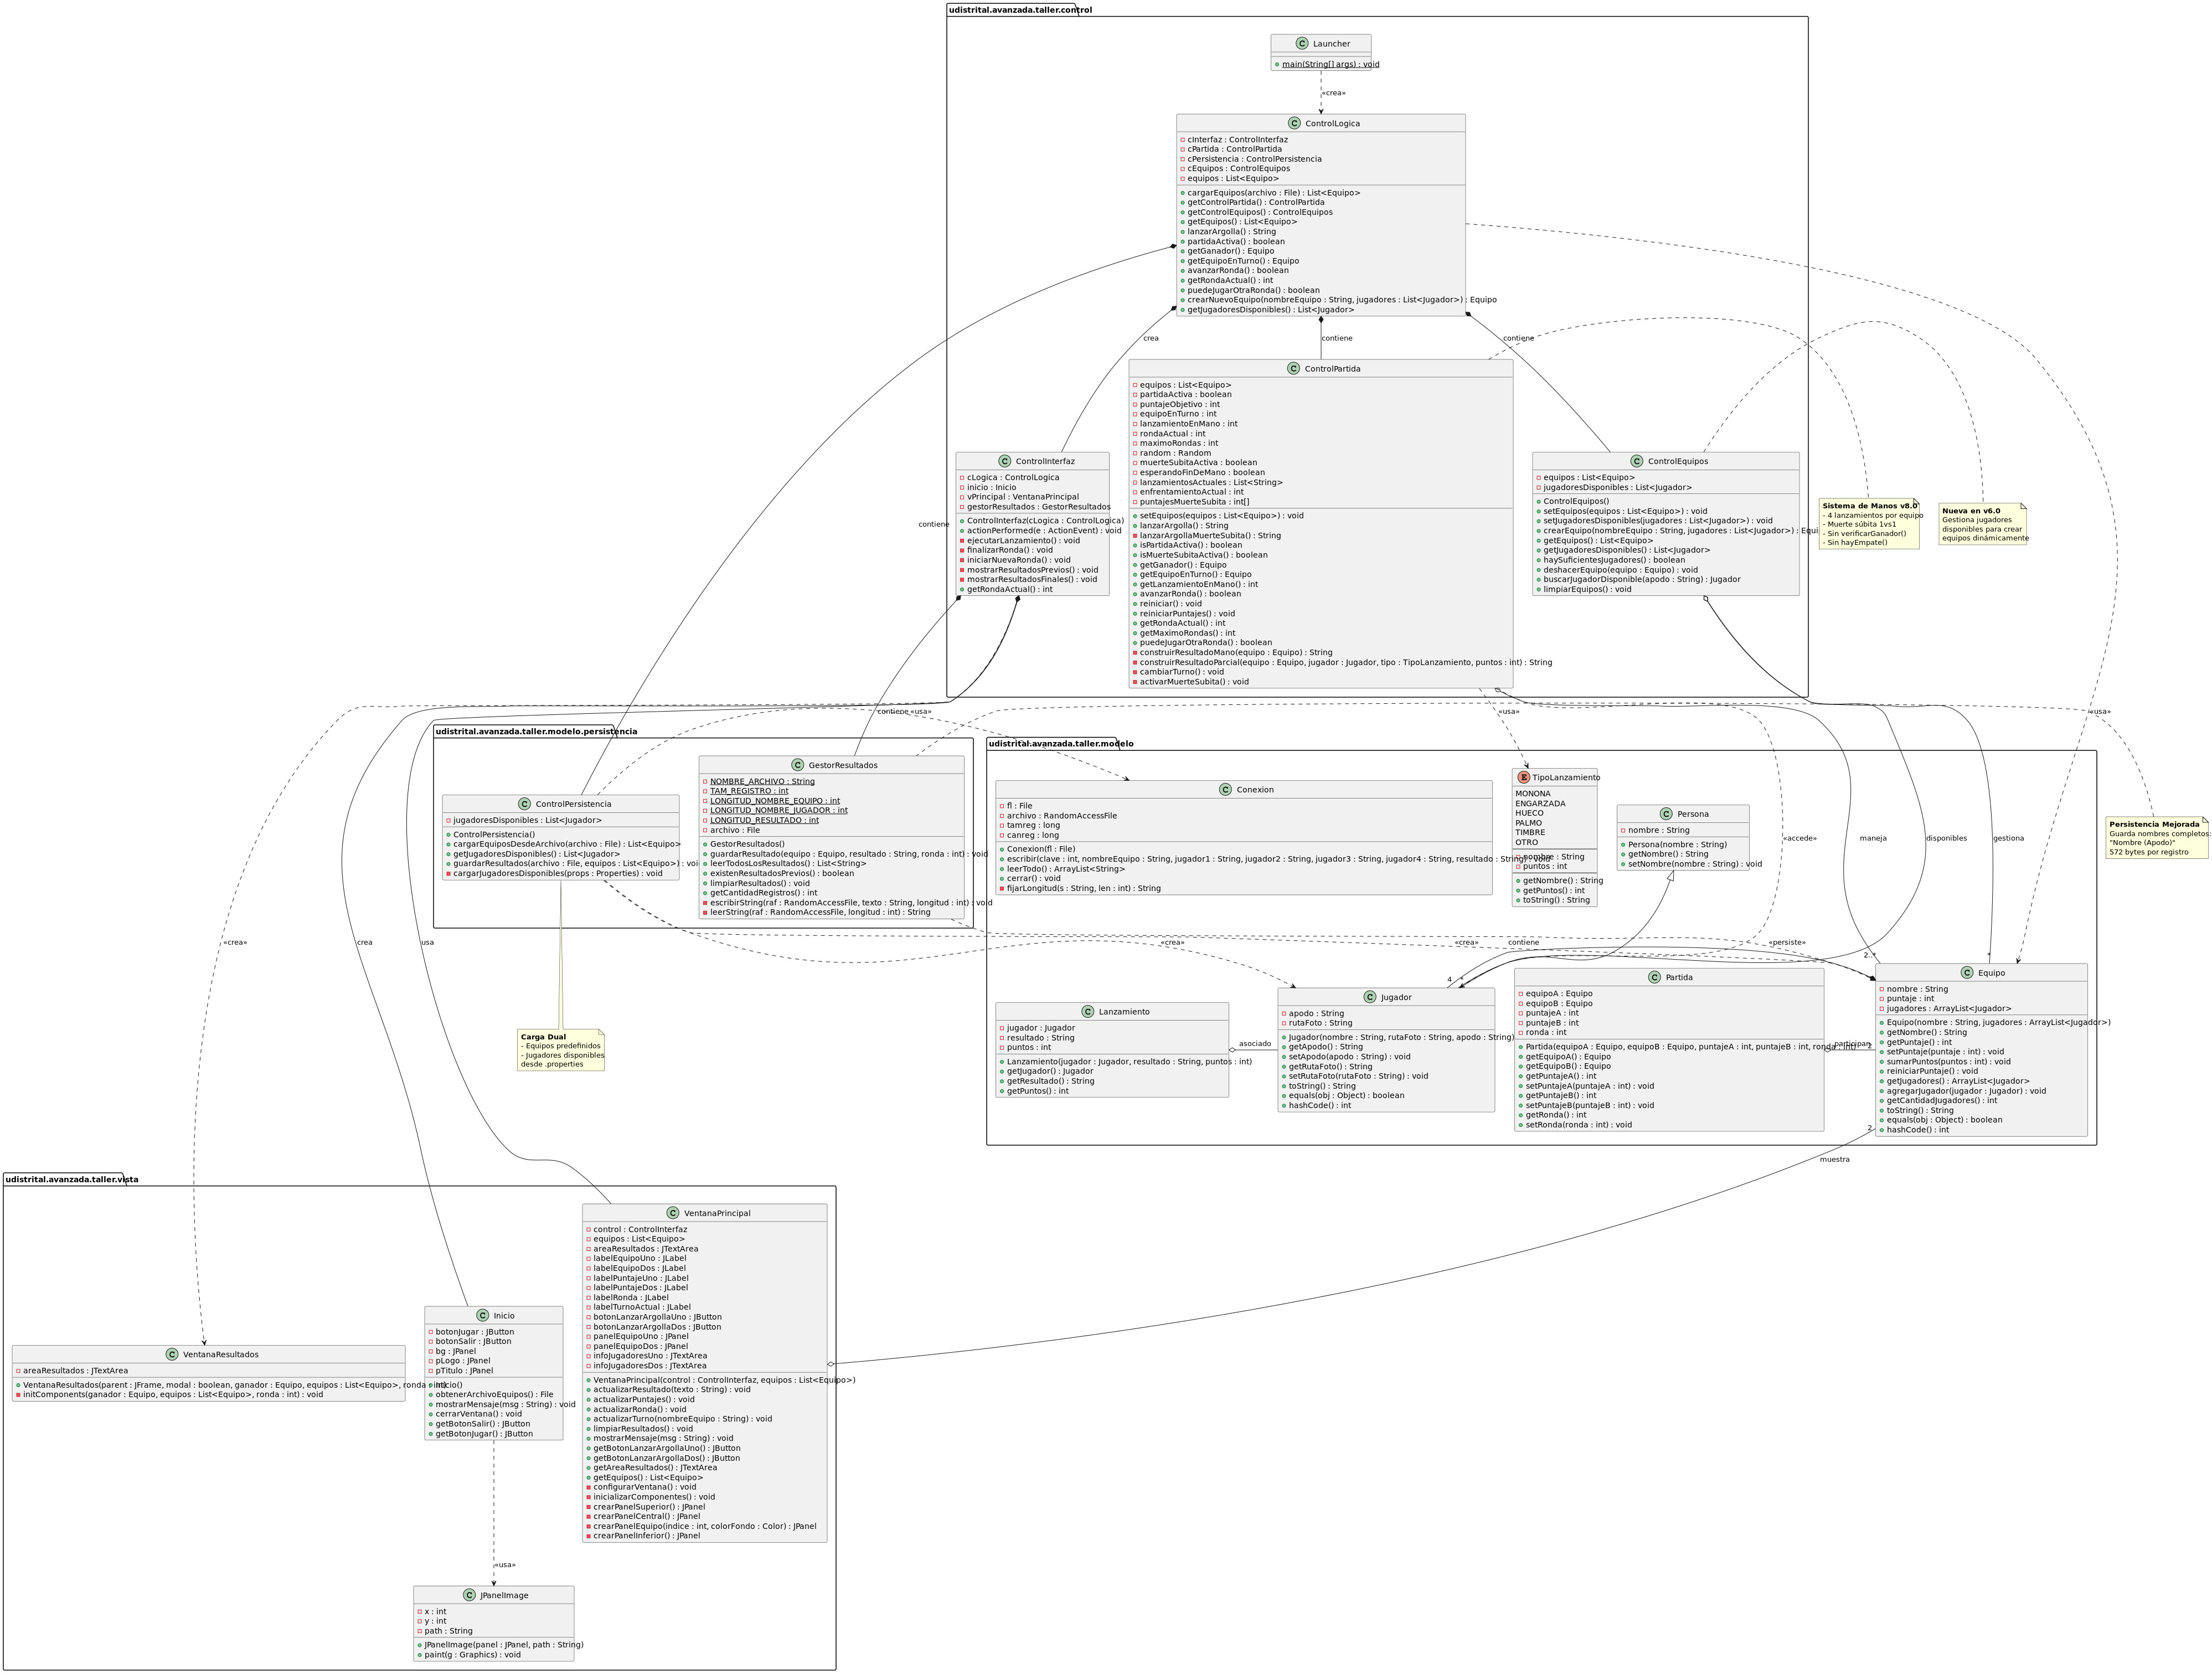 udistrital.avanzada.taller.control
Launcher
main(String[] args) : void
«crea»
ControlLogica
cInterfaz : ControlInterfaz
cPartida : ControlPartida
cPersistencia : ControlPersistencia
cEquipos : ControlEquipos
equipos : List<Equipo>
cargarEquipos(archivo : File) : List<Equipo>
getControlPartida() : ControlPartida
getControlEquipos() : ControlEquipos
getEquipos() : List<Equipo>
lanzarArgolla() : String
partidaActiva() : boolean
getGanador() : Equipo
getEquipoEnTurno() : Equipo
avanzarRonda() : boolean
getRondaActual() : int
puedeJugarOtraRonda() : boolean
crearNuevoEquipo(nombreEquipo : String, jugadores : List<Jugador>) : Equipo
getJugadoresDisponibles() : List<Jugador>
crea
contiene
contiene
ControlPartida
equipos : List<Equipo>
partidaActiva : boolean
puntajeObjetivo : int
equipoEnTurno : int
lanzamientoEnMano : int
rondaActual : int
maximoRondas : int
random : Random
muerteSubitaActiva : boolean
esperandoFinDeMano : boolean
lanzamientosActuales : List<String>
enfrentamientoActual : int
puntajesMuerteSubita : int[]
setEquipos(equipos : List<Equipo>) : void
lanzarArgolla() : String
lanzarArgollaMuerteSubita() : String
isPartidaActiva() : boolean
isMuerteSubitaActiva() : boolean
getGanador() : Equipo
getEquipoEnTurno() : Equipo
getLanzamientoEnMano() : int
avanzarRonda() : boolean
reiniciar() : void
reiniciarPuntajes() : void
getRondaActual() : int
getMaximoRondas() : int
puedeJugarOtraRonda() : boolean
construirResultadoMano(equipo : Equipo) : String
construirResultadoParcial(equipo : Equipo, jugador : Jugador, tipo : TipoLanzamiento, puntos : int) : String
cambiarTurno() : void
activarMuerteSubita() : void
ControlInterfaz
cLogica : ControlLogica
inicio : Inicio
vPrincipal : VentanaPrincipal
gestorResultados : GestorResultados
ControlInterfaz(cLogica : ControlLogica)
actionPerformed(e : ActionEvent) : void
ejecutarLanzamiento() : void
finalizarRonda() : void
iniciarNuevaRonda() : void
mostrarResultadosPrevios() : void
mostrarResultadosFinales() : void
getRondaActual() : int
ControlEquipos
equipos : List<Equipo>
jugadoresDisponibles : List<Jugador>
ControlEquipos()
setEquipos(equipos : List<Equipo>) : void
setJugadoresDisponibles(jugadores : List<Jugador>) : void
crearEquipo(nombreEquipo : String, jugadores : List<Jugador>) : Equi
getEquipos() : List<Equipo>
getJugadoresDisponibles() : List<Jugador>
haySuficientesJugadores() : boolean
deshacerEquipo(equipo : Equipo) : void
buscarJugadorDisponible(apodo : String) : Jugador
limpiarEquipos() : void
Sistema de Manos v8.0
- 4 lanzamientos por equipo
- Muerte súbita 1vs1
- Sin verificarGanador()
- Sin hayEmpate()
Nueva en v6.0
Gestiona jugadores
disponibles para crear
equipos dinámicamente
contiene
contiene
«usa»
«usa»
«usa»
udistrital.avanzada.taller.modelo.persistencia
ControlPersistencia
jugadoresDisponibles : List<Jugador>
ControlPersistencia()
cargarEquiposDesdeArchivo(archivo : File) : List<Equipo>
getJugadoresDisponibles() : List<Jugador>
guardarResultados(archivo : File, equipos : List<Equipo>) : voi
cargarJugadoresDisponibles(props : Properties) : void
GestorResultados
NOMBRE_ARCHIVO : String
TAM_REGISTRO : int
LONGITUD_NOMBRE_EQUIPO : int
LONGITUD_NOMBRE_JUGADOR : int
LONGITUD_RESULTADO : int
archivo : File
GestorResultados()
guardarResultado(equipo : Equipo, resultado : String, ronda : int) : void
leerTodosLosResultados() : List<String>
existenResultadosPrevios() : boolean
limpiarResultados() : void
getCantidadRegistros() : int
escribirString(raf : RandomAccessFile, texto : String, longitud : int) : void
leerString(raf : RandomAccessFile, longitud : int) : String
udistrital.avanzada.taller.modelo
Conexion
fl : File
archivo : RandomAccessFile
tamreg : long
canreg : long
Conexion(fl : File)
escribir(clave : int, nombreEquipo : String, jugador1 : String, jugador2 : String, jugador3 : String, jugador4 : String, resultado : String) : void
leerTodo() : ArrayList<String>
cerrar() : void
fijarLongitud(s : String, len : int) : String
TipoLanzamiento
MONONA
ENGARZADA
HUECO
PALMO
TIMBRE
OTRO
nombre : String
puntos : int
getNombre() : String
getPuntos() : int
toString() : String
Persona
nombre : String
Persona(nombre : String)
getNombre() : String
setNombre(nombre : String) : void
«accede»
maneja
disponibles
gestiona
Persistencia Mejorada
Guarda nombres completos:
"Nombre (Apodo)"
572 bytes por registro
«crea»
crea
usa
«crea»
«crea»
contiene
«persiste»
2..*
*
4
*
Carga Dual
- Equipos predefinidos
- Jugadores disponibles
desde .properties
Lanzamiento
jugador : Jugador
resultado : String
puntos : int
Lanzamiento(jugador : Jugador, resultado : String, puntos : int)
getJugador() : Jugador
getResultado() : String
getPuntos() : int
asociado
Jugador
apodo : String
rutaFoto : String
Jugador(nombre : String, rutaFoto : String, apodo : String)
getApodo() : String
setApodo(apodo : String) : void
getRutaFoto() : String
setRutaFoto(rutaFoto : String) : void
toString() : String
equals(obj : Object) : boolean
hashCode() : int
Partida
equipoA : Equipo
equipoB : Equipo
puntajeA : int
puntajeB : int
ronda : int
Partida(equipoA : Equipo, equipoB : Equipo, puntajeA : int, puntajeB : int, ronda : int)
getEquipoA() : Equipo
getEquipoB() : Equipo
getPuntajeA() : int
setPuntajeA(puntajeA : int) : void
getPuntajeB() : int
setPuntajeB(puntajeB : int) : void
getRonda() : int
setRonda(ronda : int) : void
participan
2
Equipo
nombre : String
puntaje : int
jugadores : ArrayList<Jugador>
Equipo(nombre : String, jugadores : ArrayList<Jugador>)
getNombre() : String
getPuntaje() : int
setPuntaje(puntaje : int) : void
sumarPuntos(puntos : int) : void
reiniciarPuntaje() : void
getJugadores() : ArrayList<Jugador>
agregarJugador(jugador : Jugador) : void
getCantidadJugadores() : int
toString() : String
equals(obj : Object) : boolean
hashCode() : int
2
muestra
udistrital.avanzada.taller.vista
VentanaResultados
areaResultados : JTextArea
VentanaResultados(parent : JFrame, modal : boolean, ganador : Equipo, equipos : List<Equipo>, ronda : int)
initComponents(ganador : Equipo, equipos : List<Equipo>, ronda : int) : void
Inicio
botonJugar : JButton
botonSalir : JButton
bg : JPanel
pLogo : JPanel
pTitulo : JPanel
Inicio()
obtenerArchivoEquipos() : File
mostrarMensaje(msg : String) : void
cerrarVentana() : void
getBotonSalir() : JButton
getBotonJugar() : JButton
VentanaPrincipal
control : ControlInterfaz
equipos : List<Equipo>
areaResultados : JTextArea
labelEquipoUno : JLabel
labelEquipoDos : JLabel
labelPuntajeUno : JLabel
labelPuntajeDos : JLabel
labelRonda : JLabel
labelTurnoActual : JLabel
botonLanzarArgollaUno : JButton
botonLanzarArgollaDos : JButton
panelEquipoUno : JPanel
panelEquipoDos : JPanel
infoJugadoresUno : JTextArea
infoJugadoresDos : JTextArea
VentanaPrincipal(control : ControlInterfaz, equipos : List<Equipo>)
actualizarResultado(texto : String) : void
actualizarPuntajes() : void
actualizarRonda() : void
actualizarTurno(nombreEquipo : String) : void
limpiarResultados() : void
mostrarMensaje(msg : String) : void
getBotonLanzarArgollaUno() : JButton
getBotonLanzarArgollaDos() : JButton
getAreaResultados() : JTextArea
getEquipos() : List<Equipo>
configurarVentana() : void
inicializarComponentes() : void
crearPanelSuperior() : JPanel
crearPanelCentral() : JPanel
crearPanelEquipo(indice : int, colorFondo : Color) : JPanel
crearPanelInferior() : JPanel
«usa»
JPanelImage
x : int
y : int
path : String
JPanelImage(panel : JPanel, path : String)
paint(g : Graphics) : void